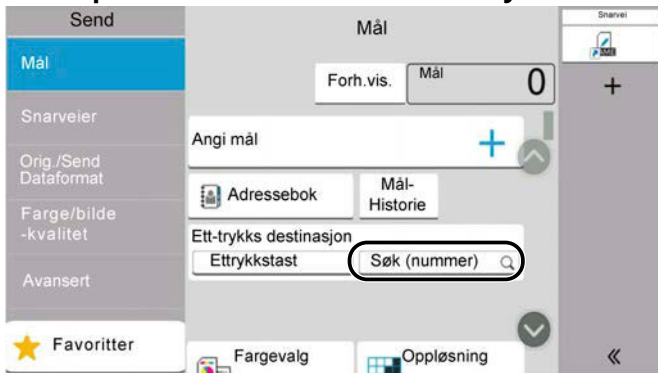 Send
Mål
Snarveier
Orig./Send
Dataformat
Farge/bilde
-kvalitet
Avansert
Favoritter
Mål
Forh.vis.
Mål
0
Angi mål
Adressebok
Mål-
Historie
Ett-trykks destinasjon
Ettrykkstast
Søk (nummer)
Fargevalg
Oppløsning
Snarvei